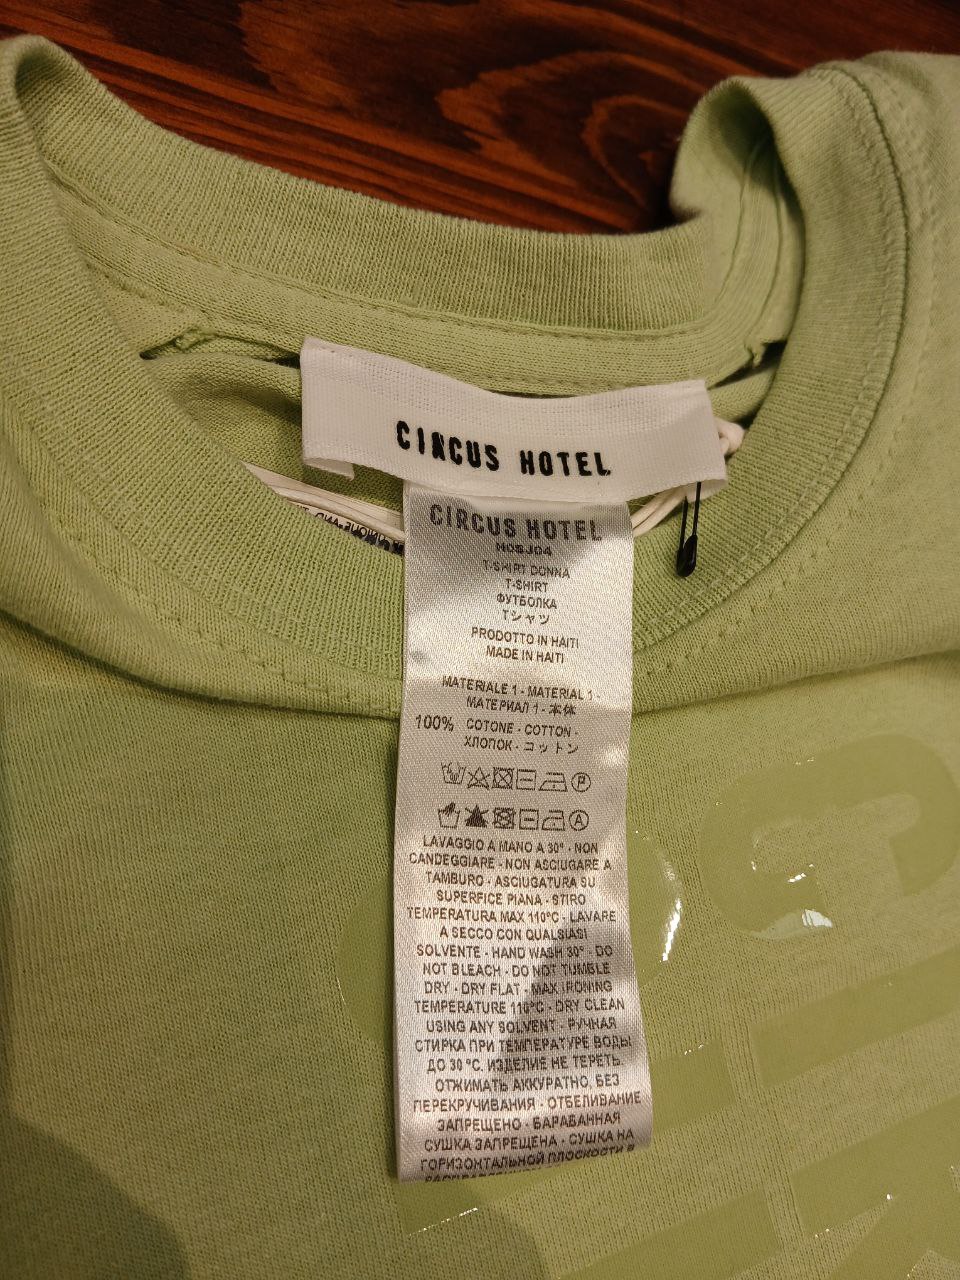 CIRCUS HOTEL
CIRCUS HOTEL
H0SJ04
T-SHIRT DONNA
T-SHIRT
ФУТБОЛКА
Tシャツ
PRODOTTO IN HAITI
MADE IN HAITI
MATERIALE 1 - MATERIAL 1 -
МАТЕРИАЛ 1 - 本体
100% COTONE - COTTON -
ХЛОПОК - コットン
P
A
LAVAGGIO A MANO A 30° - NON
CANDEGGIARE - NON ASCIUGARE A
TAMBURO - ASCIUGATURA SU
SUPERFICE PIANA - STIRO
TEMPERATURA MAX 110°C - LAVARE
A SECCO CON QUALSIASI
SOLVENTE - HAND WASH 30° - DO
NOT BLEACH - DO NOT TUMBLE
DRY - DRY FLAT - MAX IRONING
TEMPERATURE 110°C - DRY CLEAN
USING ANY SOLVENT - РУЧНАЯ
СТИРКА ПРИ ТЕМПЕРАТУРЕ ВОДЫ
ДО 30 °C. ИЗДЕЛИЕ НЕ ТЕРЕТЬ,
ОТЖИМАТЬ АККУРАТНО, БЕЗ
ПЕРЕКРУЧИВАНИЯ - ОТБЕЛИВАНИЕ
ЗАПРЕЩЕНО - БАРАБАННАЯ
СУШКА ЗАПРЕЩЕНА - СУШКА НА
ГОРИЗОНТАЛЬНОЙ ПЛОСКОСТИ В